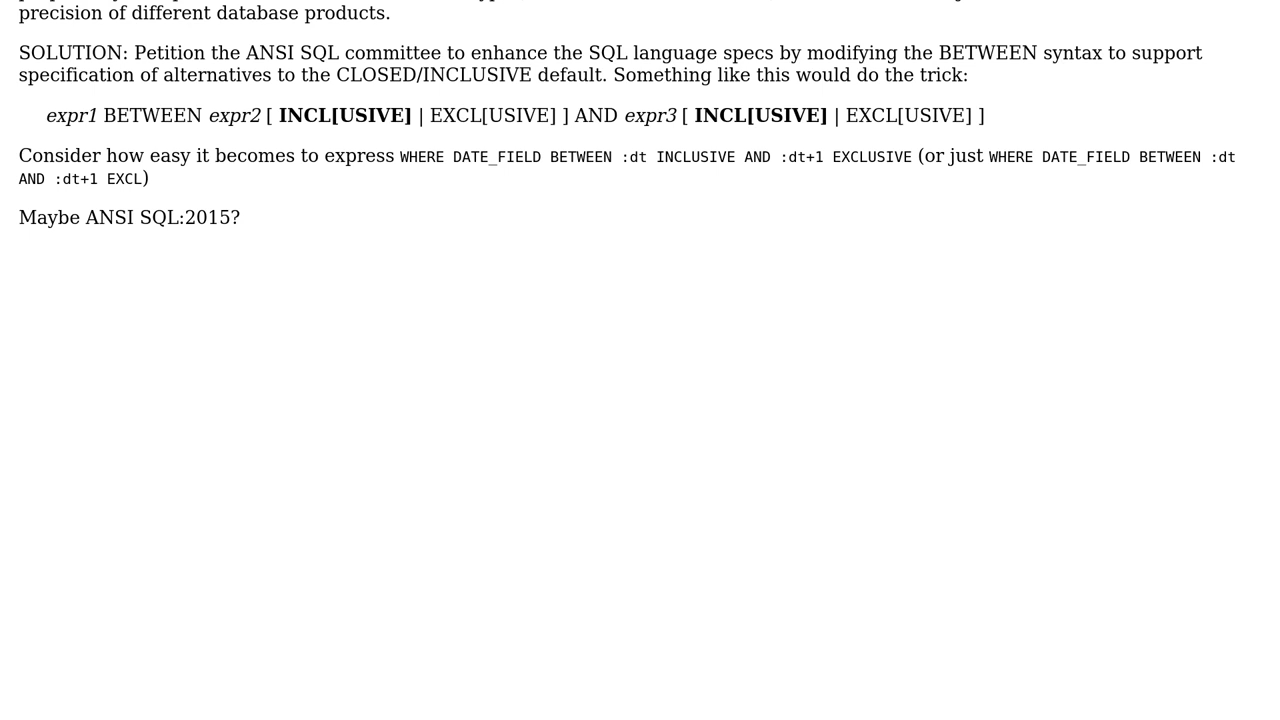 precision of different database products.
SOLUTION: Petition the ANSI SQL committee to enhance the SQL language specs by modifying the BETWEEN syntax to support
specification of alternatives to the CLOSED/INCLUSIVE default. Something like this would do the trick:
expr1 BETWEEN expr2 [ INCL[USIVE] | EXCL[USIVE] ] AND expr3 [ INCL[USIVE] | EXCL[USIVE] ]
Consider how easy it becomes to express WHERE DATE_FIELD BETWEEN :dt INCLUSIVE AND :dt+1 EXCLUSIVE (or just WHERE DATE_FIELD BETWEEN :dt
AND :dt+1 EXCL)
Maybe ANSI SQL:2015?